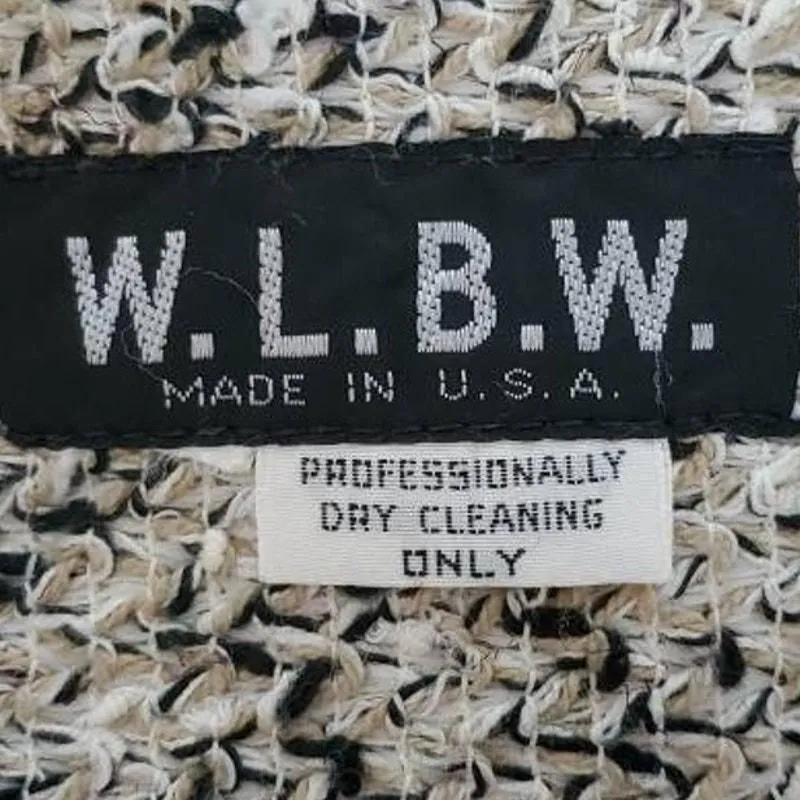 W.L.B.W.
MADE IN U.S.A.
PROFESSIONALLY
DRY CLEANING
ONLY